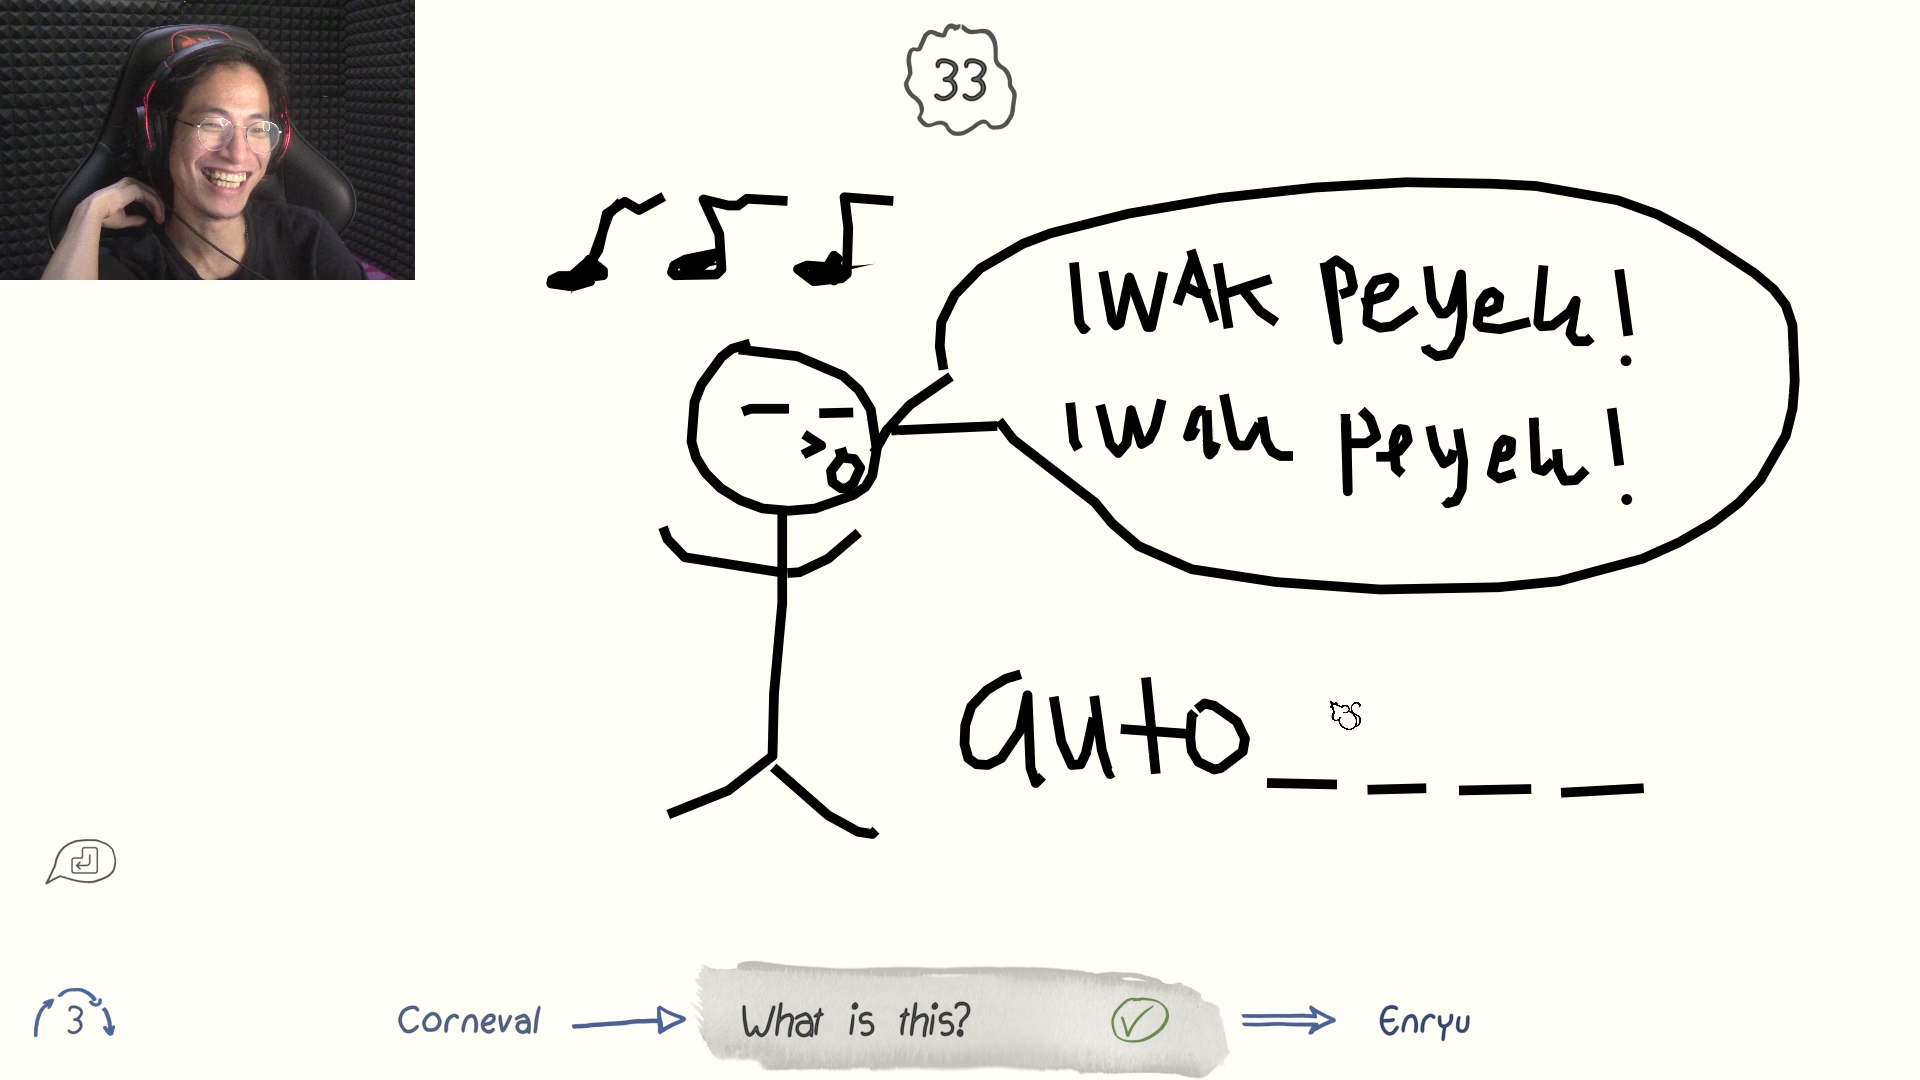 33
IWAK Peyeh!
Iwak peyeh!
auto_ _ _ _
3
Corneval
What is this?
Enryu